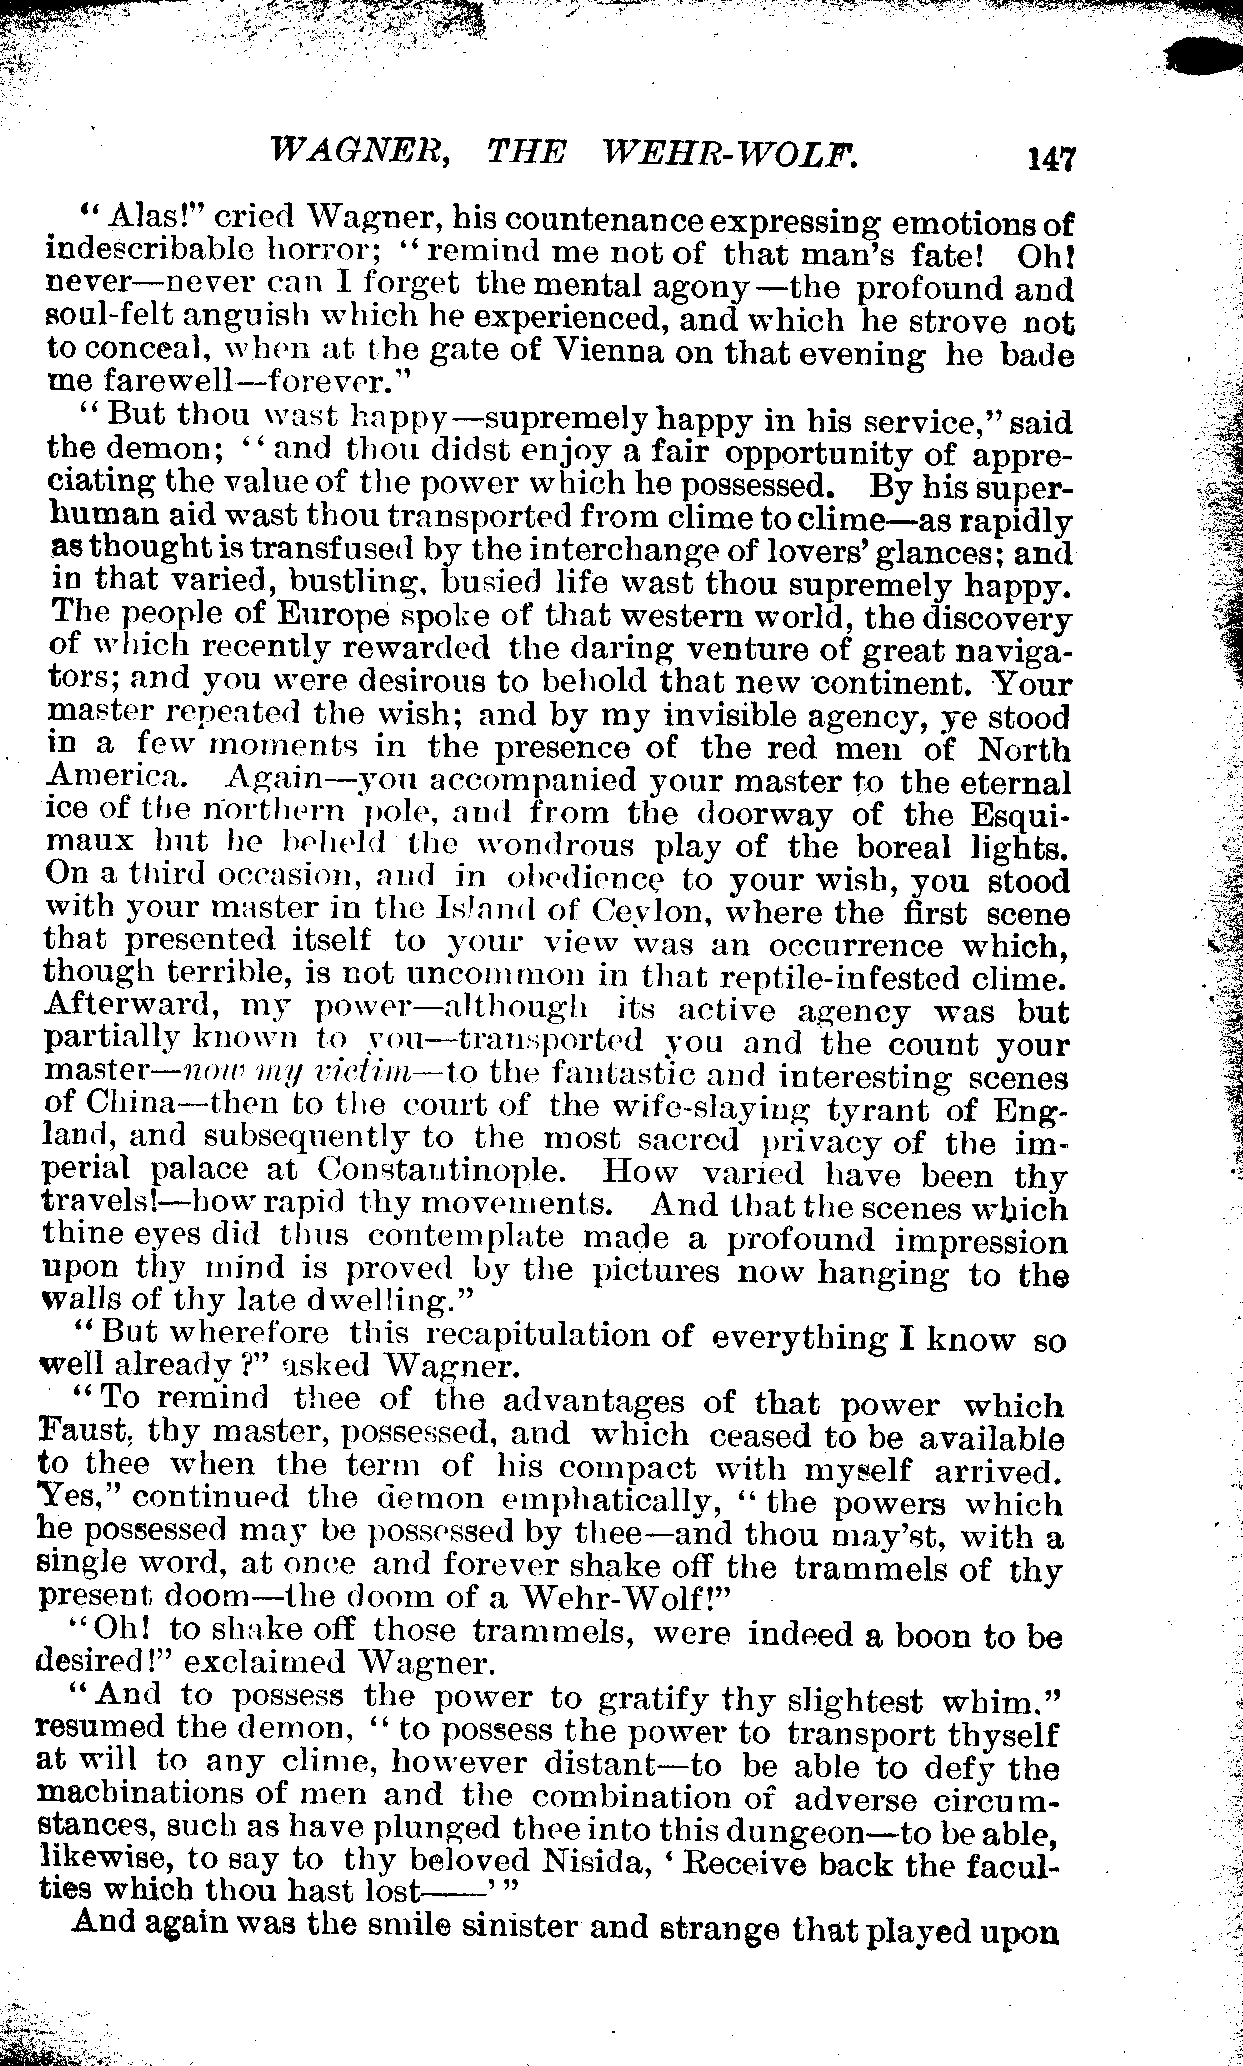 WAGNER, THE WEHR-WOLF. 147
"Alas!" cried Wagner, his countenance expressing emotions of
indescribable horror; "remind me not of that man's fate! Oh!
never—never can I forget the mental agony—the profound and
soul-felt anguish which he experienced, and which he strove not
to conceal, when at the gate of Vienna on that evening he bade
me farewell—forever."
"But thou wast happy—supremely happy in his service," said
the demon; "and thou didst enjoy a fair opportunity of appre-
ciating the value of the power which he possessed. By his super-
human aid wast thou transported from clime to clime—as rapidly
as thought is transfused by the interchange of lovers' glances; and
in that varied, bustling, busied life wast thou supremely happy.
The people of Europe spoke of that western world, the discovery
of which recently rewarded the daring venture of great naviga-
tors; and you were desirous to behold that new continent. Your
master repeated the wish; and by my invisible agency, ye stood
in a few moments in the presence of the red men of North
America. Again—you accompanied your master to the eternal
ice of the northern pole, and from the doorway of the Esqui-
maux hut he beheld the wondrous play of the boreal lights.
On a third occasion, and in obedience to your wish, you stood
with your master in the Island of Ceylon, where the first scene
that presented itself to your view was an occurrence which,
though terrible, is not uncommon in that reptile-infested clime.
Afterward, my power—although its active agency was but
partially known to you—transported you and the count your
master—now my victim—to the fantastic and interesting scenes
of China—then to the court of the wife-slaying tyrant of Eng-
land, and subsequently to the most sacred privacy of the im-
perial palace at Constantinople. How varied have been thy
travels!—how rapid thy movements. And that the scenes which
thine eyes did thus contemplate made a profound impression
upon thy mind is proved by the pictures now hanging to the
walls of thy late dwelling."
"But wherefore this recapitulation of everything I know so
well already?" asked Wagner.
"To remind thee of the advantages of that power which
Faust, thy master, possessed, and which ceased to be available
to thee when the term of his compact with myself arrived.
Yes," continued the demon emphatically, "the powers which
he possessed may be possessed by thee—and thou may'st, with a
single word, at once and forever shake off the trammels of thy
present doom—the doom of a Wehr-Wolf!"
"Oh! to shake off those trammels, were indeed a boon to be
desired!" exclaimed Wagner.
"And to possess the power to gratify thy slightest whim."
resumed the demon, "to possess the power to transport thyself
at will to any clime, however distant—to be able to defy the
machinations of men and the combination of adverse circum-
stances, such as have plunged thee into this dungeon—to be able,
likewise, to say to thy beloved Nisida, 'Receive back the facul-
ties which thou hast lost——'"
And again was the smile sinister and strange that played upon